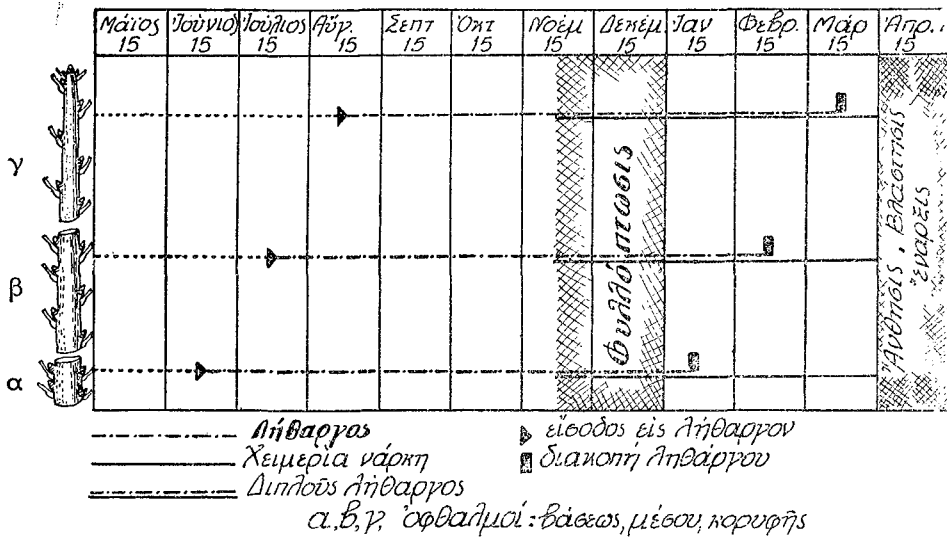 Μάϊος Ἰούνιος Ἰούλιος Αὔγ. Σεπτ Ὀκτ Νοέμ Δεκέμ. Ἰαν Φεβρ. Μάρ Ἀπρ.
15 15 15 15 15 15 15 15 15 15 15 15
γ
β
α
Φυλλόπτωσις
Ἄνθησις, Βλάστησις
ἔναρξις
Λήθαργος
Χειμερία νάρκη
Διπλοῦς λήθαργος
εἴσοδος εἰς λήθαργον
διακοπή ληθάργου
α, β, γ, ὀφθαλμοί: βάσεως, μέσου, κορυφῆς